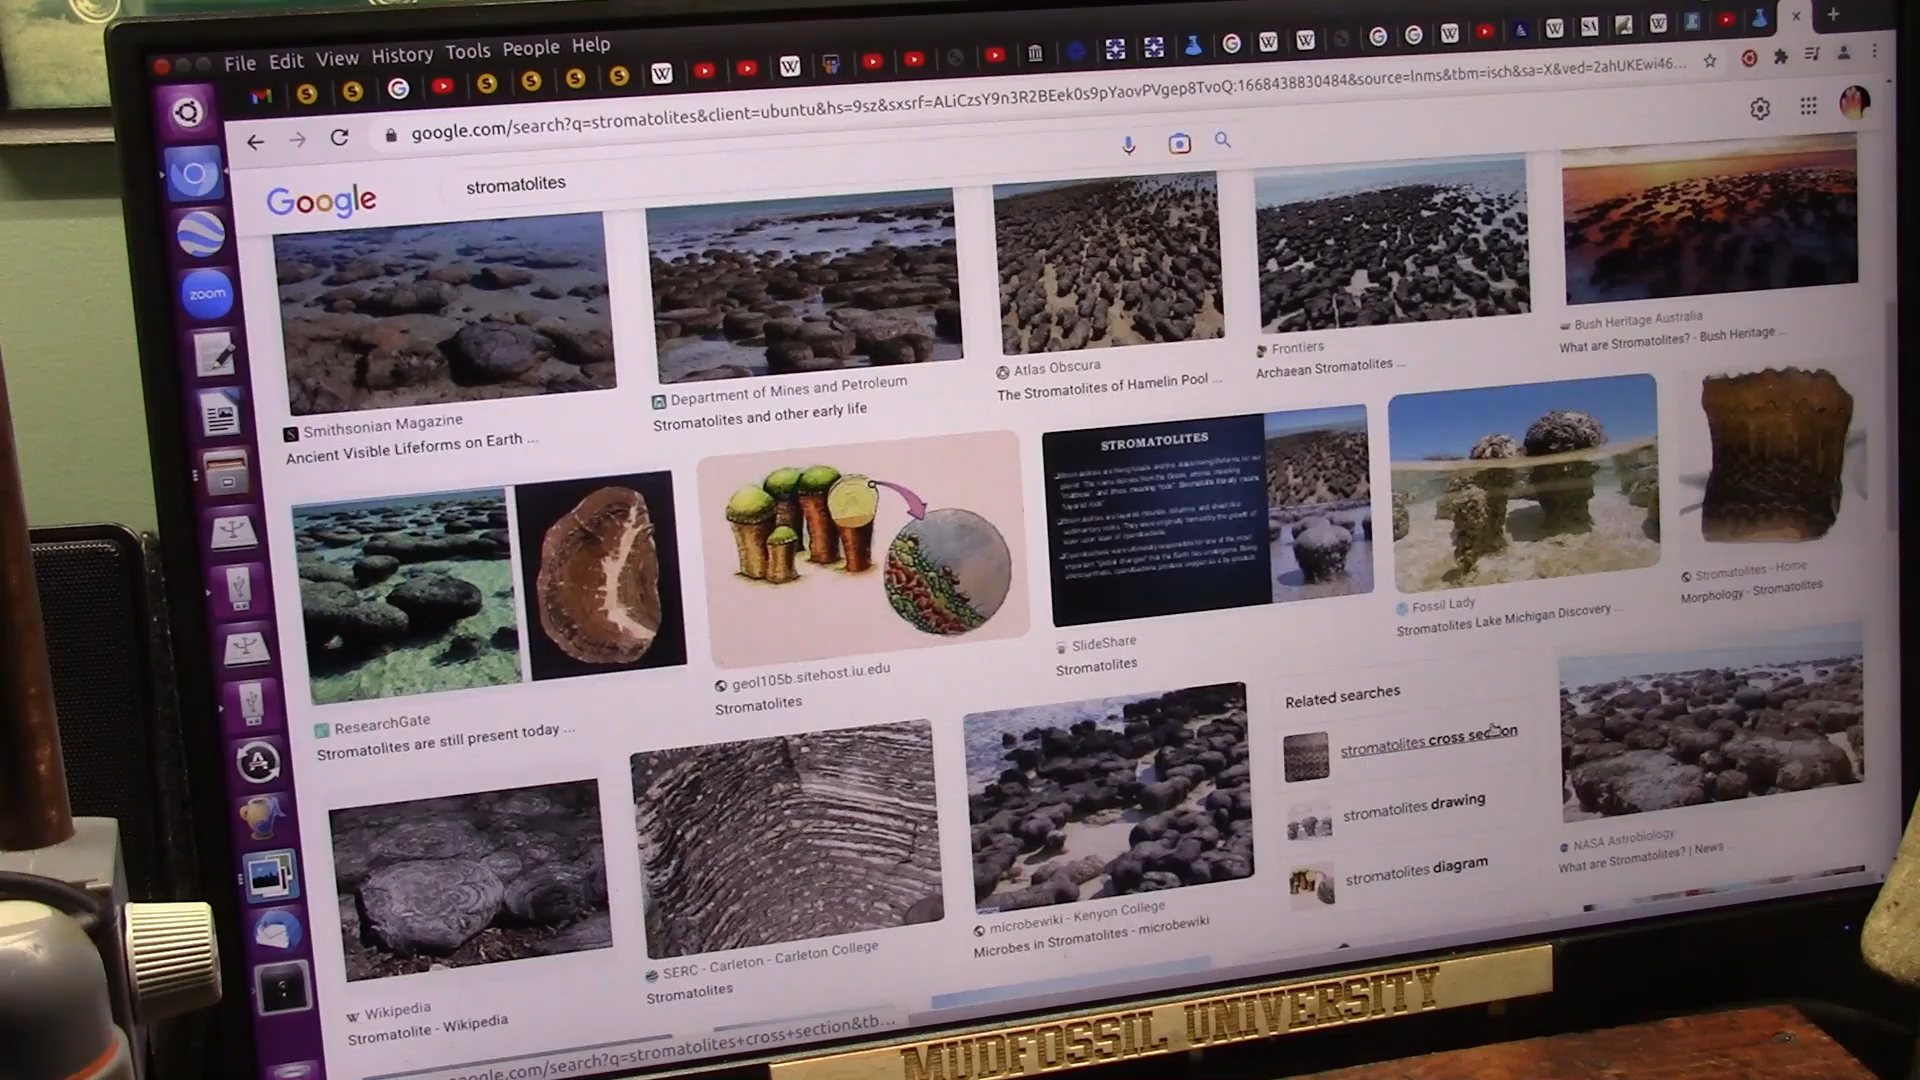 File Edit View History Tools People Help
google.com/search?q=stromatolites&client=ubuntu&hs=9sz&sxsrf=ALiCzsY9n3R2BEek0s9pYaovPVgep8TvoQ:1668438830484&source=lnms&tbm=isch&sa=X&ved=2ahUKEwi46...
Google
stromatolites
zoom
Smithsonian Magazine
Ancient Visible Lifeforms on Earth ...
Department of Mines and Petroleum
Stromatolites and other early life
Atlas Obscura
The Stromatolites of Hamelin Pool ...
Frontiers
Archaean Stromatolites ...
Bush Heritage Australia
What are Stromatolites? - Bush Heritage ...
STROMATOLITES
ResearchGate
Stromatolites are still present today ...
geol105b.sitehost.iu.edu
Stromatolites
SlideShare
Stromatolites
Fossil Lady
Stromatolites Lake Michigan Discovery ...
Stromatolites - Home
Morphology - Stromatolites
Wikipedia
Stromatolite - Wikipedia
SERC - Carleton - Carleton College
Stromatolites
microbewiki - Kenyon College
Microbes in Stromatolites - microbewiki
Related searches
stromatolites cross section
stromatolites drawing
stromatolites diagram
NASA Astrobiology
What are Stromatolites? | News ...
google.com/search?q=stromatolites+cross+section&tb...
MUDFOSSIL UNIVERSITY